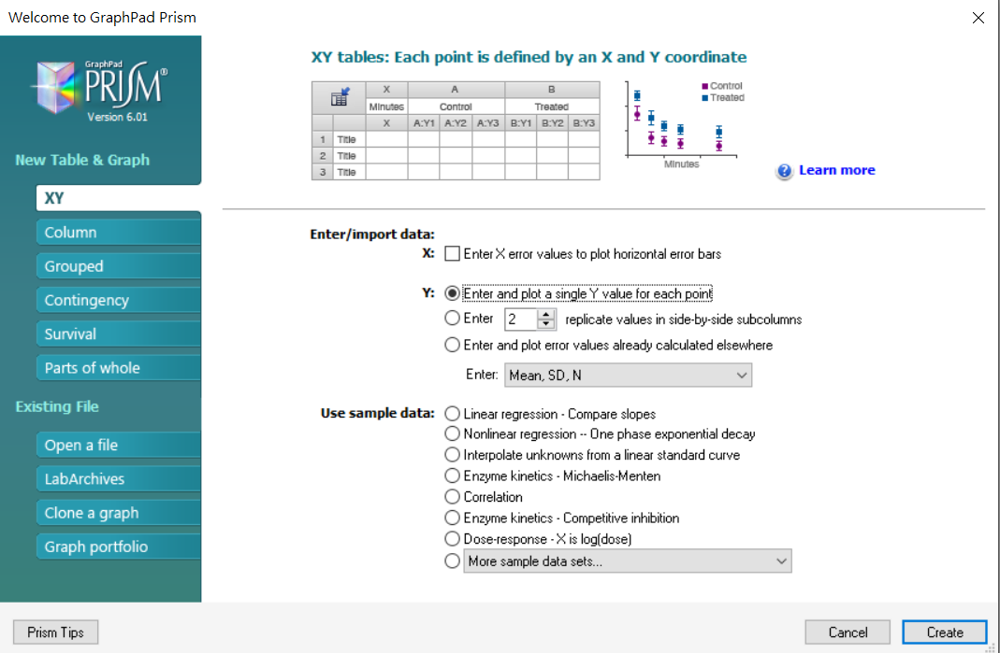 Welcome to GraphPad Prism
GraphPad
PRISM®
Version 6.01
New Table & Graph
XY
Column
Grouped
Contingency
Survival
Parts of whole
Existing File
Open a file
LabArchives
Clone a graph
Graph portfolio
XY tables: Each point is defined by an X and Y coordinate
X A B
Minutes Control Treated
X A:Y1 A:Y2 A:Y3 B:Y1 B:Y2 B:Y3
1 Title
2 Title
3 Title
Control
Treated
Minutes
? Learn more
Enter/import data:
X: Enter X error values to plot horizontal error bars
Y: Enter and plot a single Y value for each point
Enter 2 replicate values in side-by-side subcolumns
Enter and plot error values already calculated elsewhere
Enter: Mean, SD, N
Use sample data: Linear regression - Compare slopes
Nonlinear regression -- One phase exponential decay
Interpolate unknowns from a linear standard curve
Enzyme kinetics - Michaelis-Menten
Correlation
Enzyme kinetics - Competitive inhibition
Dose-response - X is log(dose)
More sample data sets...
Prism Tips
Cancel
Create